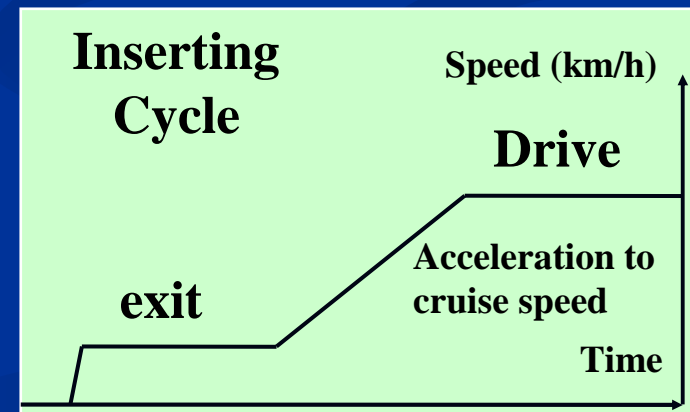 Inserting
Cycle
Speed (km/h)
Drive
Acceleration to
cruise speed
exit
Time